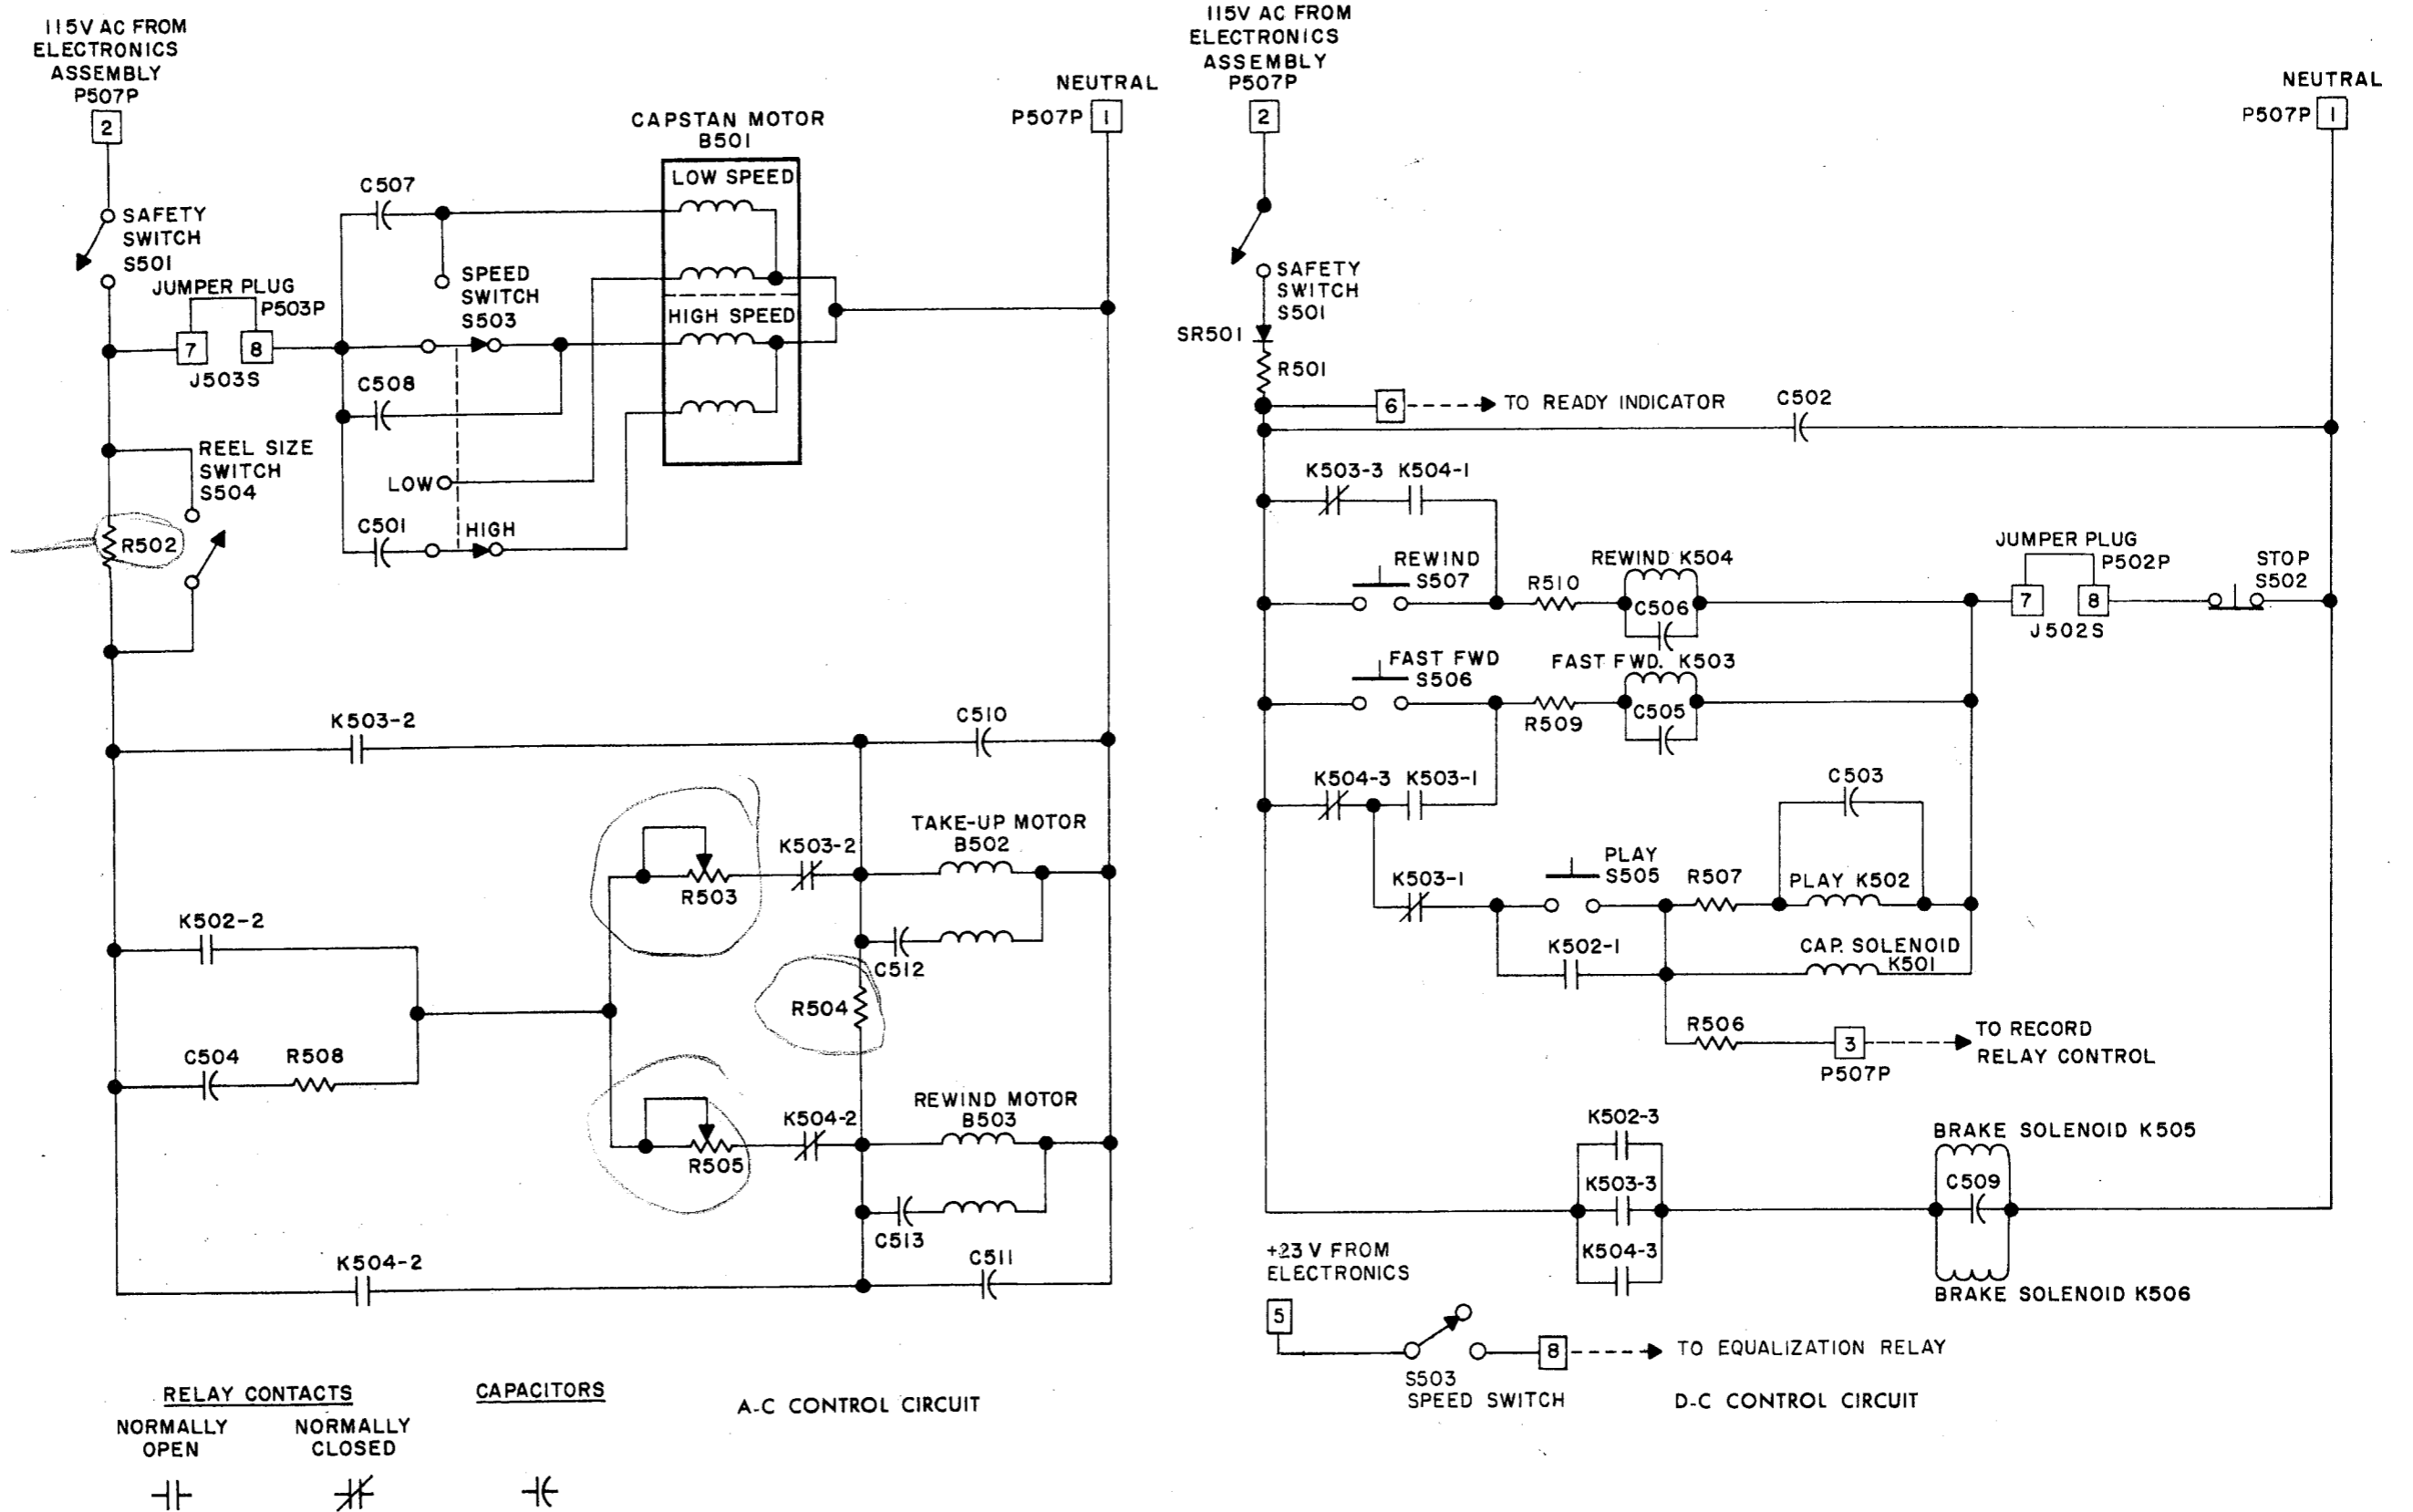 115V AC FROM
ELECTRONICS
ASSEMBLY
P507P
2
SAFETY
SWITCH
S501
JUMPER PLUG
P503P
7
8
J503S
C507
SPEED
SWITCH
S503
C508
LOW
C501
HIGH
CAPSTAN MOTOR
B501
LOW SPEED
HIGH SPEED
NEUTRAL
P507P
1
REEL SIZE
SWITCH
S504
R502
K503-2
C510
TAKE-UP MOTOR
B502
K503-2
R503
C512
K502-2
R504
C504
R508
REWIND MOTOR
B503
K504-2
R505
C513
K504-2
C511
RELAY CONTACTS
NORMALLY
OPEN
NORMALLY
CLOSED
CAPACITORS
A-C CONTROL CIRCUIT
115V AC FROM
ELECTRONICS
ASSEMBLY
P507P
2
NEUTRAL
P507P
1
SAFETY
SWITCH
S501
SR501
R501
6
TO READY INDICATOR
C502
K503-3
K504-1
REWIND
S507
R510
REWIND K504
C506
JUMPER PLUG
P502P
7
8
J502S
STOP
S502
FAST FWD
S506
R509
FAST FWD. K503
C505
K504-3
K503-1
C503
K503-1
PLAY
S505
R507
PLAY K502
K502-1
CAP. SOLENOID
K501
R506
3
P507P
TO RECORD
RELAY CONTROL
K502-3
K503-3
K504-3
BRAKE SOLENOID K505
C509
BRAKE SOLENOID K506
+23 V FROM
ELECTRONICS
5
S503
SPEED SWITCH
8
TO EQUALIZATION RELAY
D-C CONTROL CIRCUIT